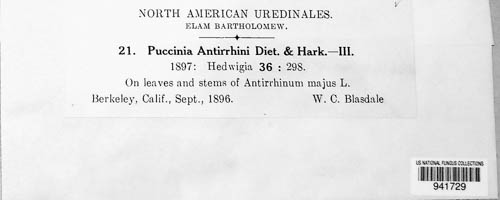 NORTH AMERICAN UREDINALES.
ELAM BARTHOLOMEW.
21. Puccinia Antirrhini Diet. & Hark.—III.
1897: Hedwigia 36 : 298.
On leaves and stems of Antirrhinum majus L.
Berkeley, Calif., Sept., 1896. W. C. Blasdale
US NATIONAL FUNGUS COLLECTIONS
941729